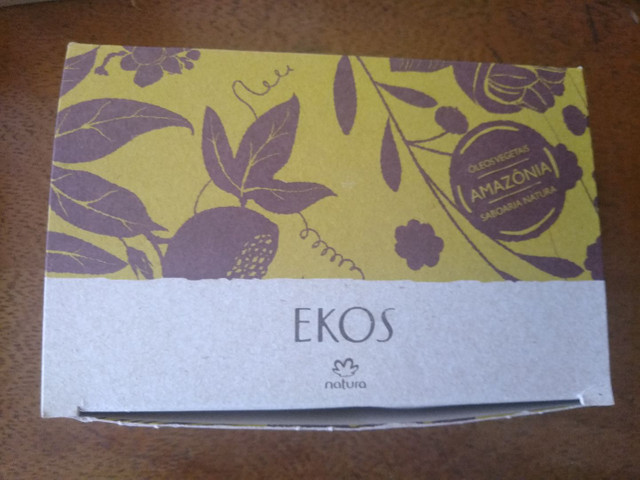 ÓLEOS VEGETAIS
AMAZÔNIA
SABOARIA NATURA
EKOS
natura